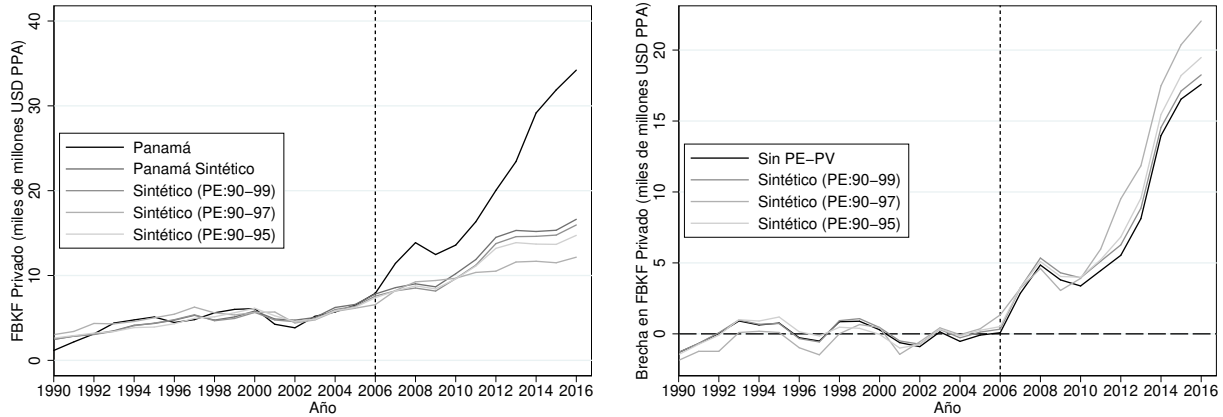 FBKF Privado (miles de millones USD PPA)
40
30
20
10
0
Panamá
Panamá Sintético
Sintético (PE:90−99)
Sintético (PE:90−97)
Sintético (PE:90−95)
1990 1992 1994 1996 1998 2000 2002 2004 2006 2008 2010 2012 2014 2016
Año
Brecha en FBKF Privado (miles de millones USD PPA)
20
15
10
5
0
Sin PE−PV
Sintético (PE:90−99)
Sintético (PE:90−97)
Sintético (PE:90−95)
1990 1992 1994 1996 1998 2000 2002 2004 2006 2008 2010 2012 2014 2016
Año